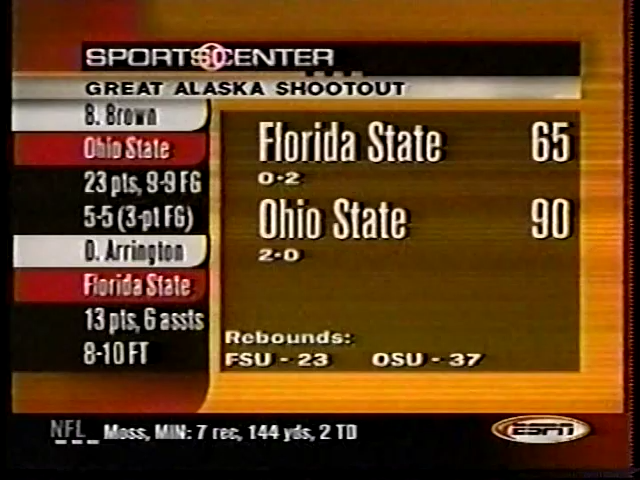 SPORTSCENTER
GREAT ALASKA SHOOTOUT
B. Brown
Ohio State
23 pts, 9-9 FG
5-5 (3-pt FG)
D. Arrington
Florida State
13 pts, 6 assts
8-10 FT
Florida State 65
0-2
Ohio State 90
2-0
Rebounds:
FSU - 23 OSU - 37
NFL Moss, MIN: 7 rec, 144 yds, 2 TD
ESPN